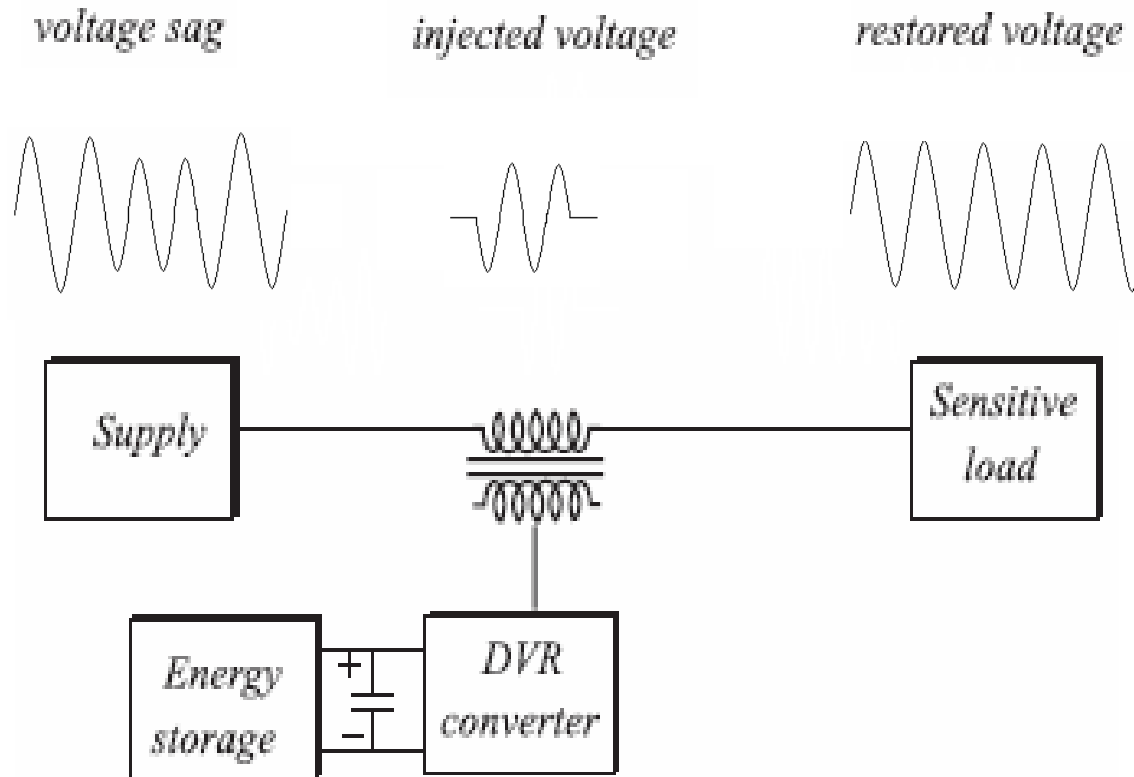 voltage sag
injected voltage
restored voltage
Supply
Sensitive
load
Energy
storage
+
−
DVR
converter